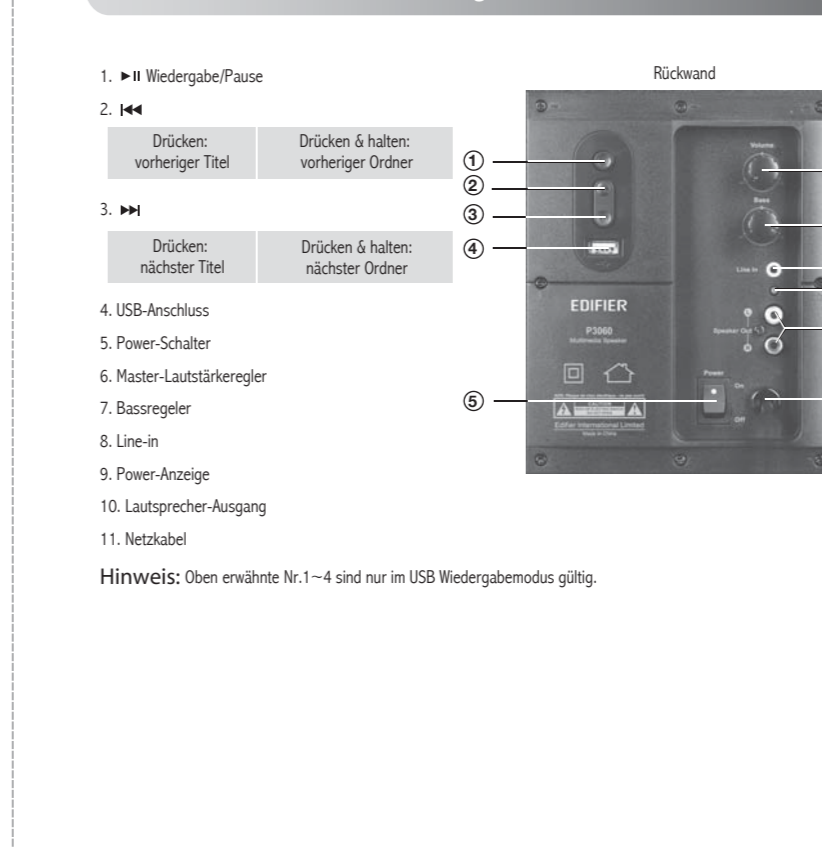 1. ►II Wiedergabe/Pause
2. I◄◄
Drücken:
vorheriger Titel
Drücken & halten:
vorheriger Ordner
3. ►►I
Drücken:
nächster Titel
Drücken & halten:
nächster Ordner
4. USB-Anschluss
5. Power-Schalter
6. Master-Lautstärkeregler
7. Bassregeler
8. Line-in
9. Power-Anzeige
10. Lautsprecher-Ausgang
11. Netzkabel
Hinweis: Oben erwähnte Nr.1~4 sind nur im USB Wiedergabemodus gültig.
Rückwand
1
2
3
4
5
Volume
Bass
Line In
EDIFIER
P3060
Multimedia Speaker
Speaker Out
Power
On
Off
CAUTION
Edifier International Limited
Made in China